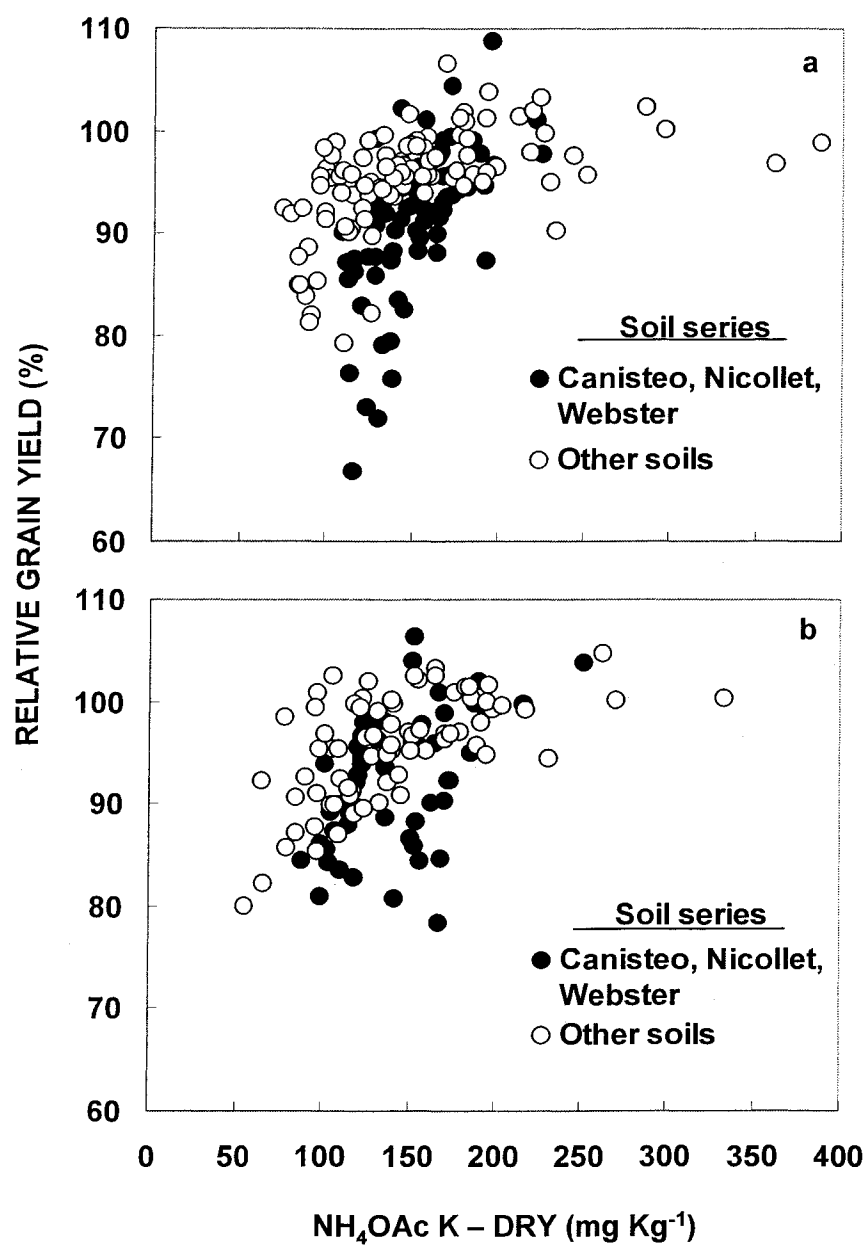 RELATIVE GRAIN YIELD (%)
110
100
90
80
70
60
a
Soil series
Canisteo, Nicollet,
Webster
Other soils
110
100
90
80
70
60
b
Soil series
Canisteo, Nicollet,
Webster
Other soils
0 50 100 150 200 250 300 350 400
NH₄OAc K – DRY (mg Kg⁻¹)